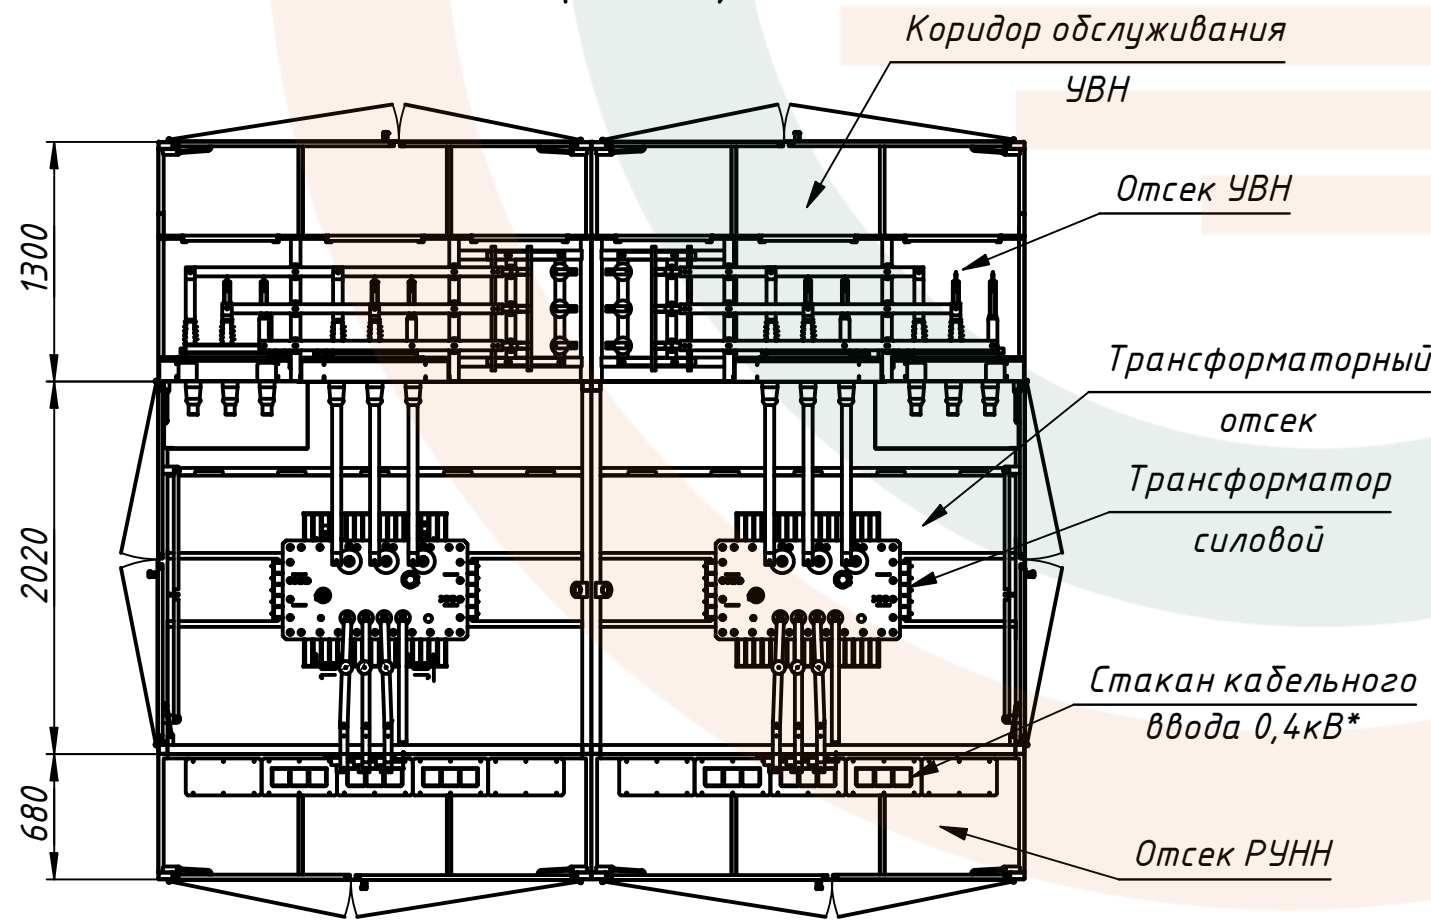 Коридор обслуживания
УВН
Отсек УВН
1300
Трансформаторный
отсек
Трансформатор
силовой
2020
Стакан кабельного
ввода 0,4кВ*
680
Отсек РУНН